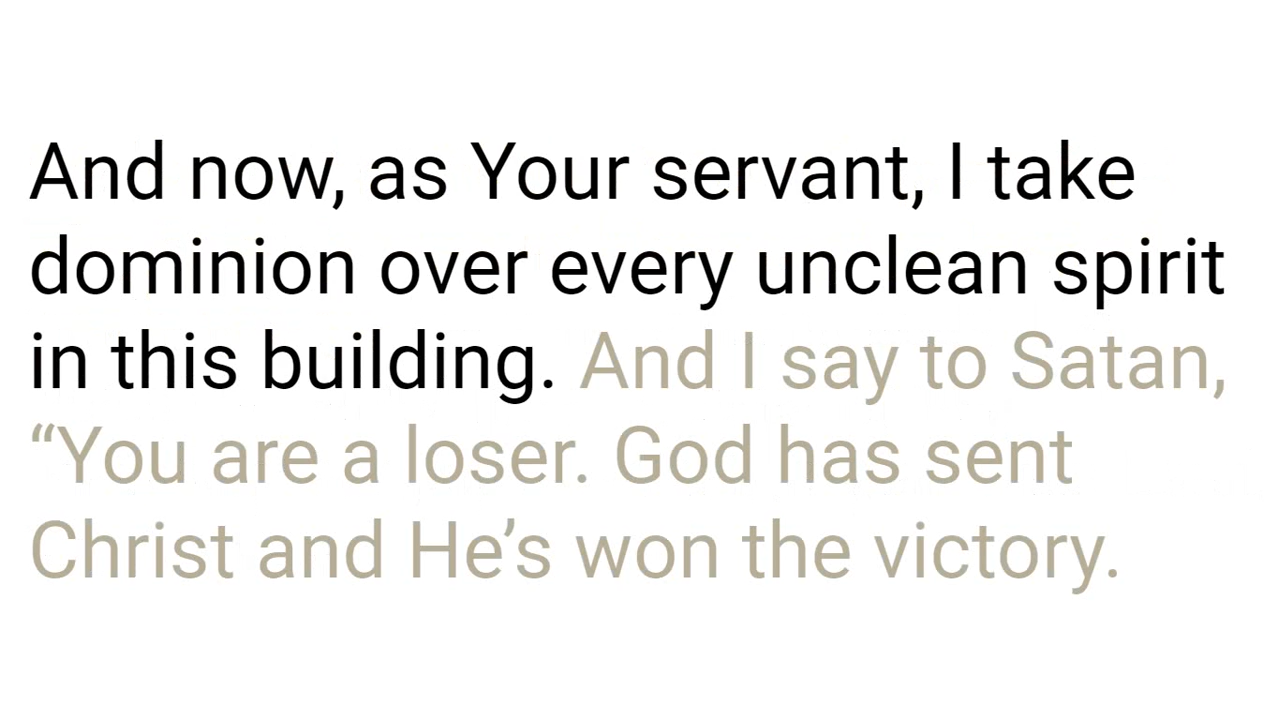 And now, as Your servant, I take
dominion over every unclean spirit
in this building. And I say to Satan,
“You are a loser. God has sent
Christ and He’s won the victory.